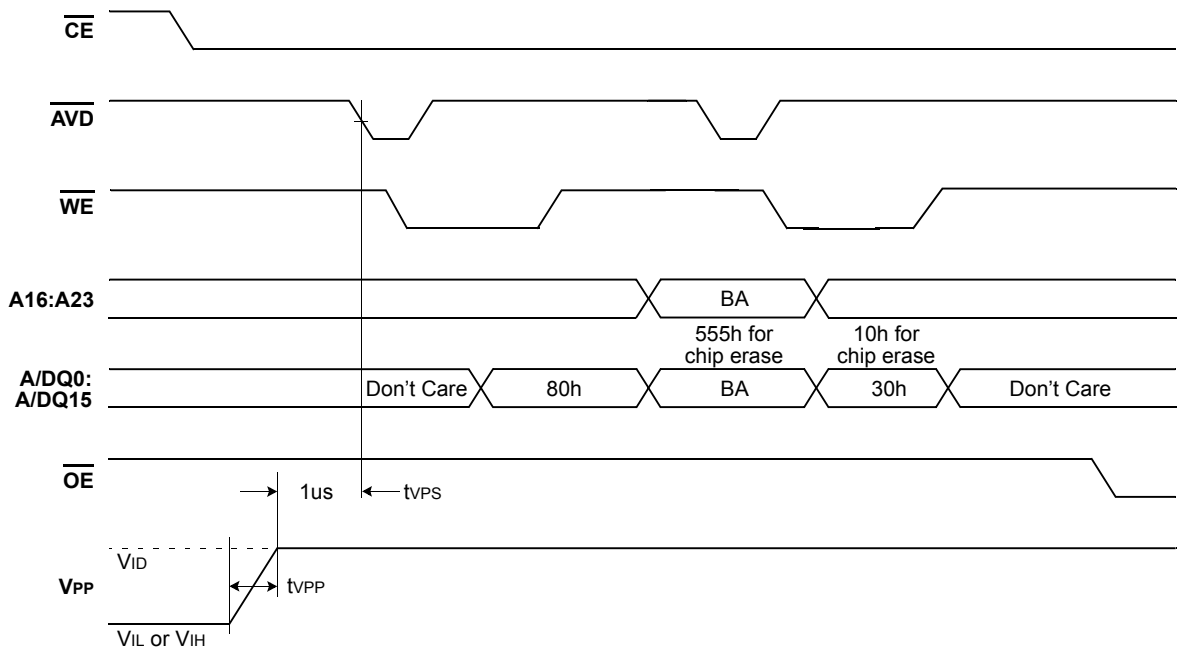 CE
AVD
WE
A16:A23
BA
555h for
chip erase
10h for
chip erase
A/DQ0:
A/DQ15
Don't Care
80h
BA
30h
Don't Care
OE
1us
tVPS
VID
VPP
tVPP
VIL or VIH